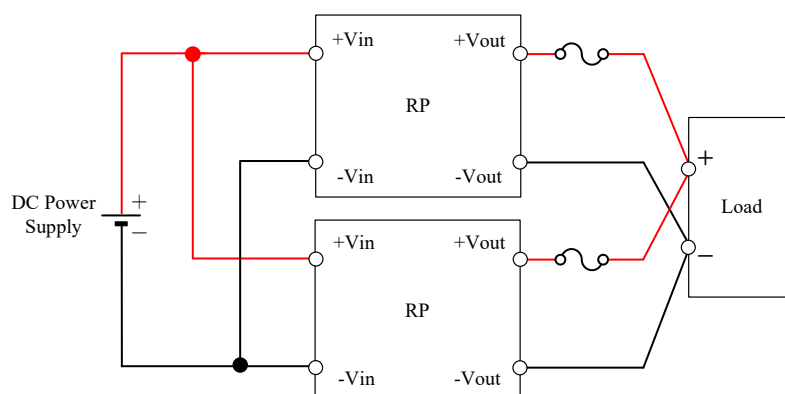 +Vin
+Vout
RP
-Vin
-Vout
DC Power
Supply
+
−
+Vin
+Vout
RP
-Vin
-Vout
+
Load
−